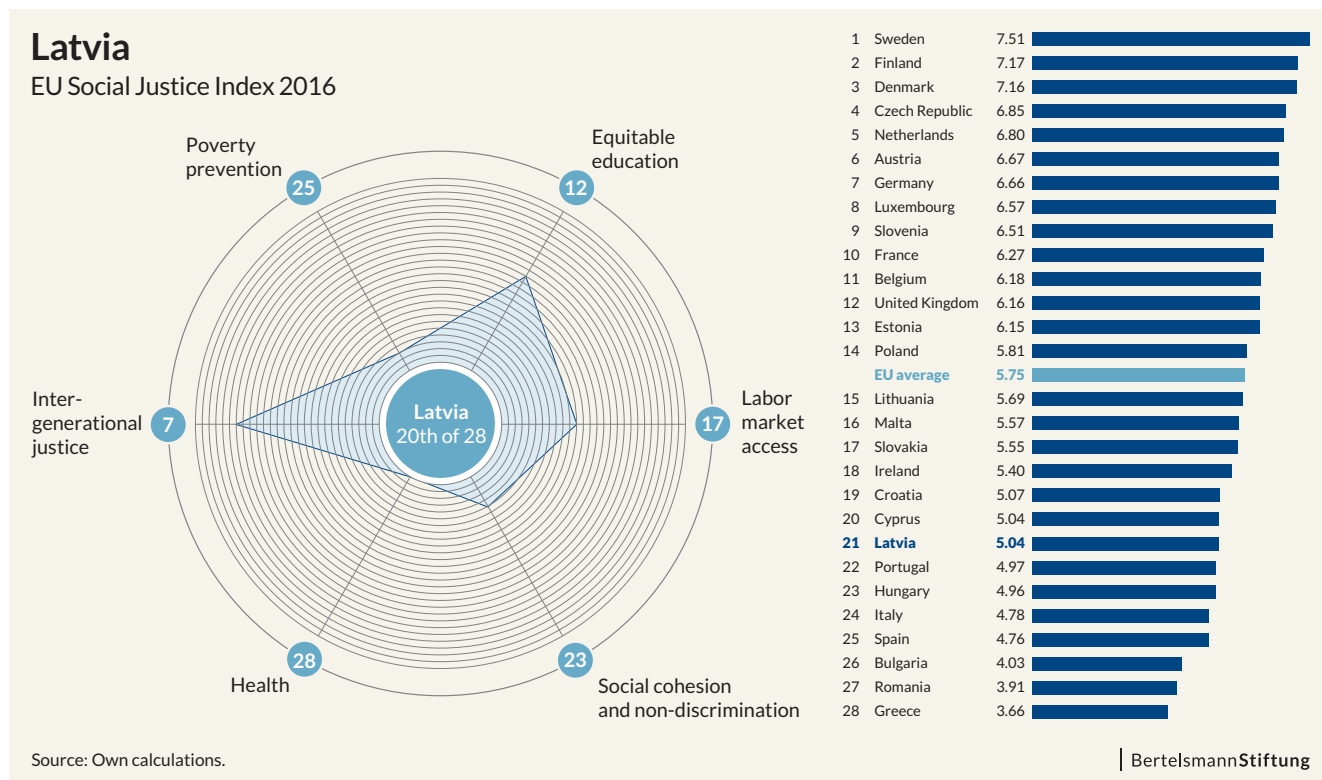 Latvia
EU Social Justice Index 2016
Poverty
prevention
25
Equitable
education
12
Inter-
generational
justice
7
Latvia
20th of 28
17
Labor
market
access
28
Health
23
Social cohesion
and non-discrimination
1 Sweden 7.51
2 Finland 7.17
3 Denmark 7.16
4 Czech Republic 6.85
5 Netherlands 6.80
6 Austria 6.67
7 Germany 6.66
8 Luxembourg 6.57
9 Slovenia 6.51
10 France 6.27
11 Belgium 6.18
12 United Kingdom 6.16
13 Estonia 6.15
14 Poland 5.81
EU average 5.75
15 Lithuania 5.69
16 Malta 5.57
17 Slovakia 5.55
18 Ireland 5.40
19 Croatia 5.07
20 Cyprus 5.04
21 Latvia 5.04
22 Portugal 4.97
23 Hungary 4.96
24 Italy 4.78
25 Spain 4.76
26 Bulgaria 4.03
27 Romania 3.91
28 Greece 3.66
Source: Own calculations.
BertelsmannStiftung